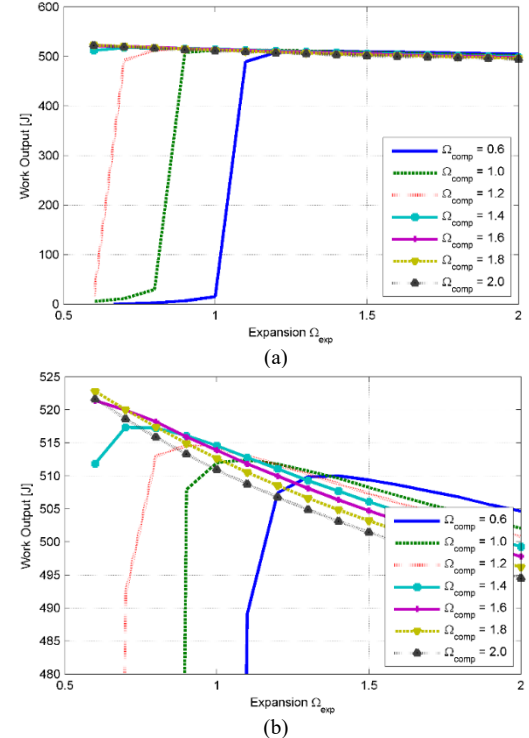 (a)
600
500
400
300
200
100
0
Work Output [J]
Ω_comp = 0.6
Ω_comp = 1.0
Ω_comp = 1.2
Ω_comp = 1.4
Ω_comp = 1.6
Ω_comp = 1.8
Ω_comp = 2.0
0.5 1 1.5 2
Expansion Ω_exp
(a)
525
520
515
510
505
500
495
490
485
480
Work Output [J]
Ω_comp = 0.6
Ω_comp = 1.0
Ω_comp = 1.2
Ω_comp = 1.4
Ω_comp = 1.6
Ω_comp = 1.8
Ω_comp = 2.0
0.5 1 1.5 2
Expansion Ω_exp
(b)